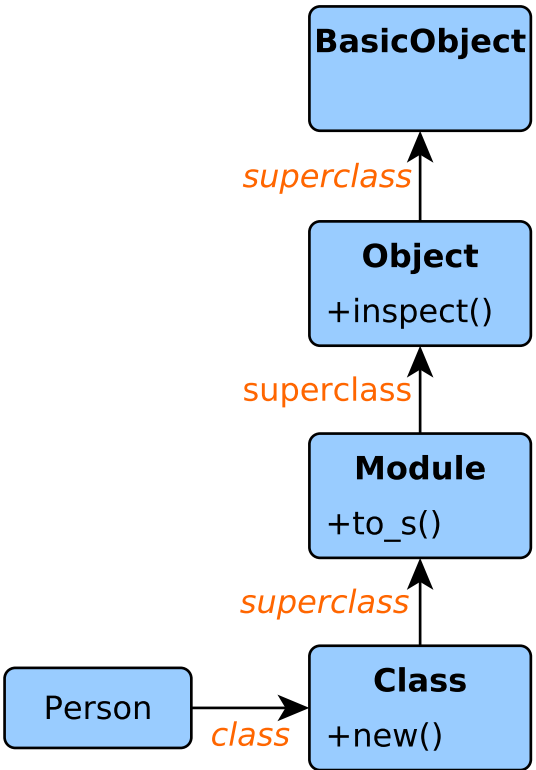 BasicObject
superclass
Object
+inspect()
superclass
Module
+to_s()
superclass
Class
Person
class
+new()